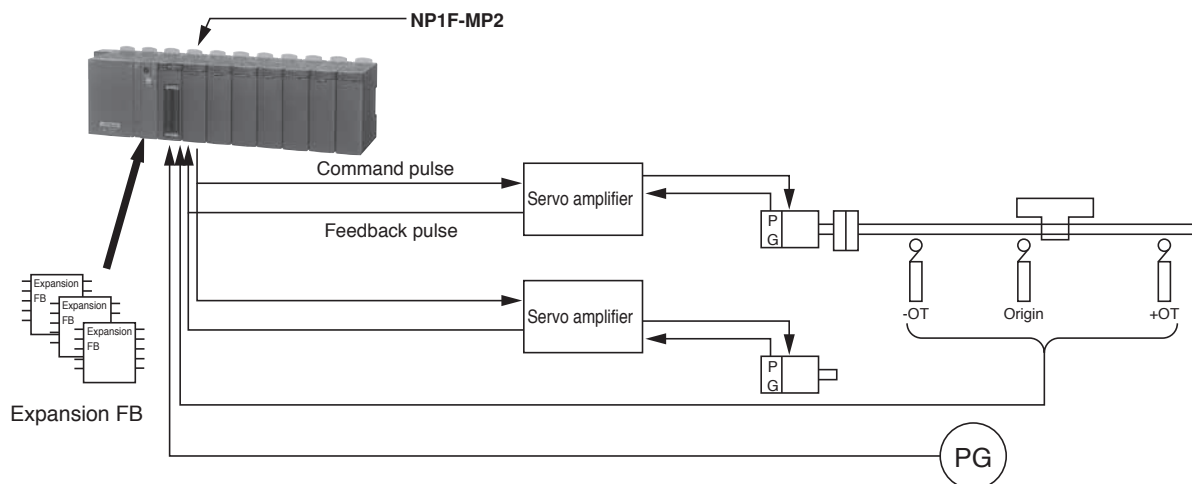 NP1F-MP2
Command pulse
Servo amplifier
Feedback pulse
P
G
Expansion
FB
Expansion
FB
Expansion
FB
Servo amplifier
-OT
Origin
+OT
P
G
Expansion FB
PG